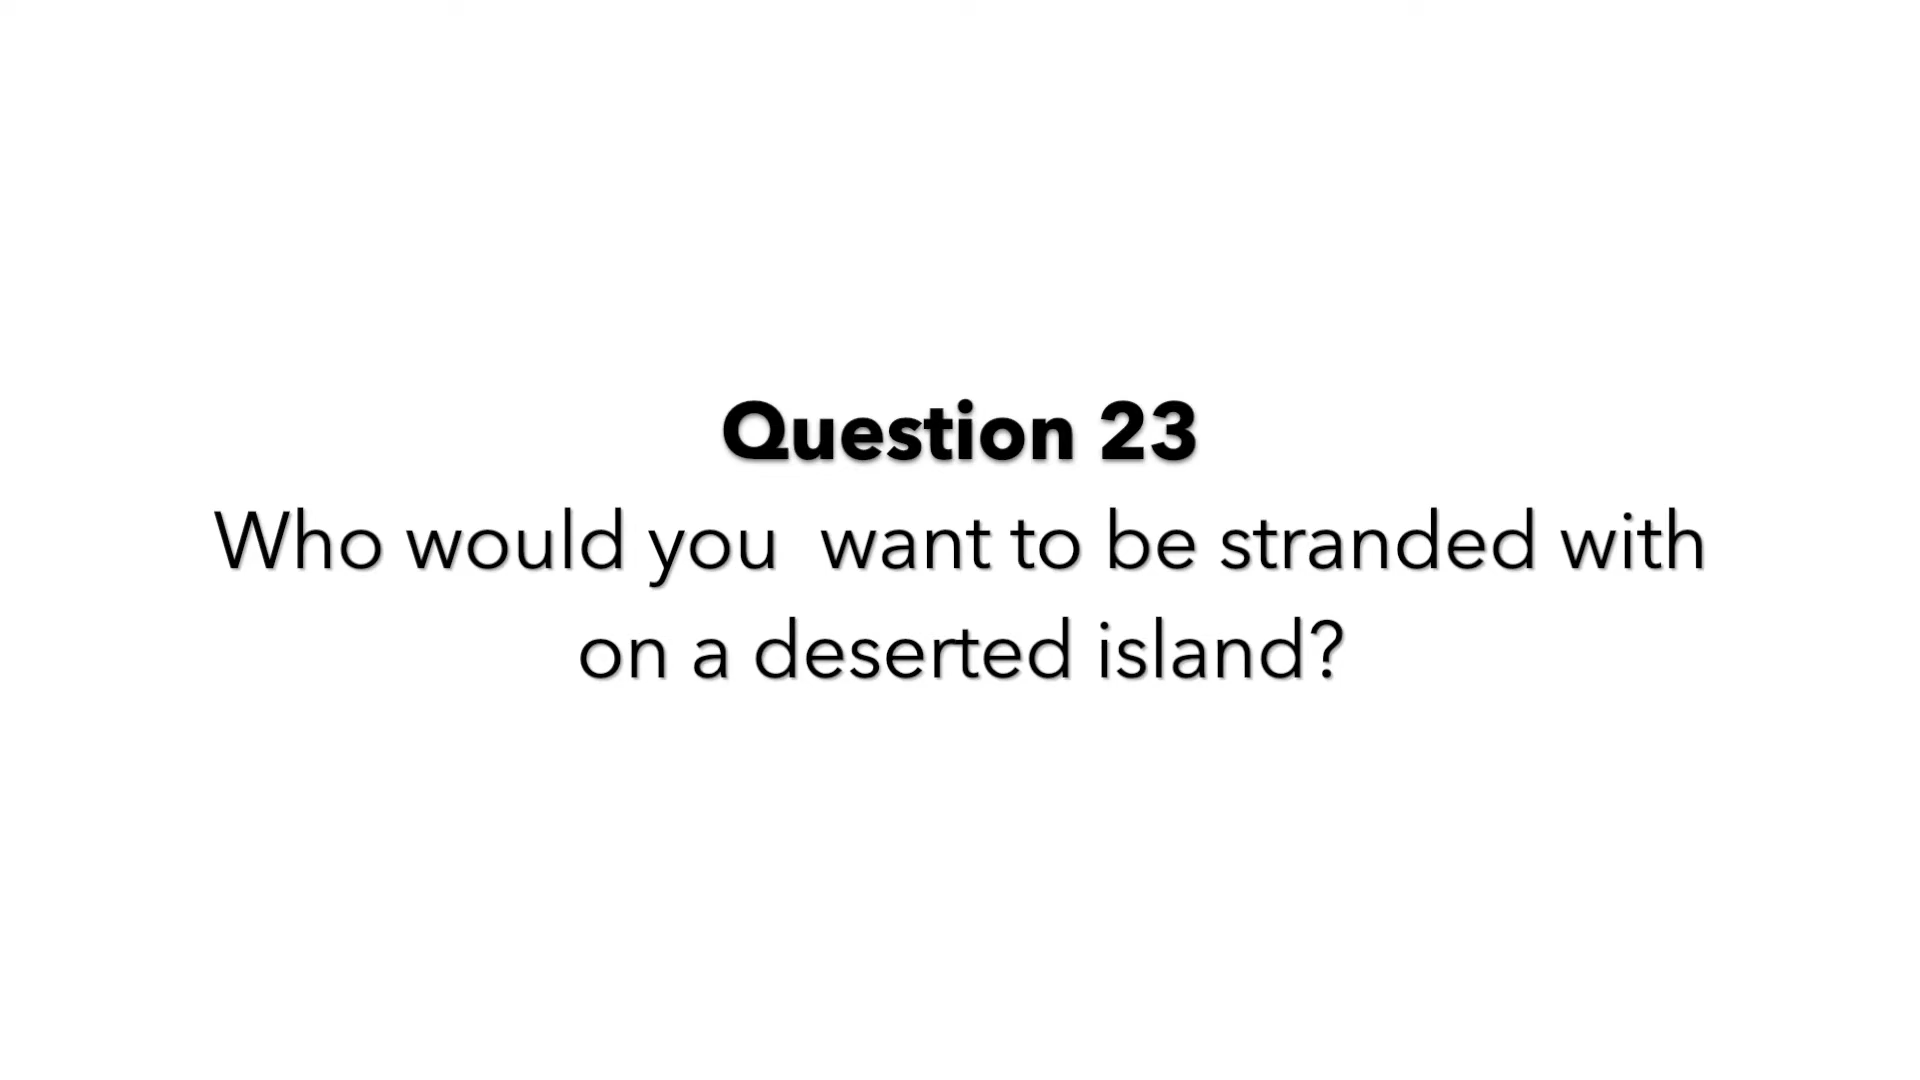 Question 23
Who would you  want to be stranded with
on a deserted island?